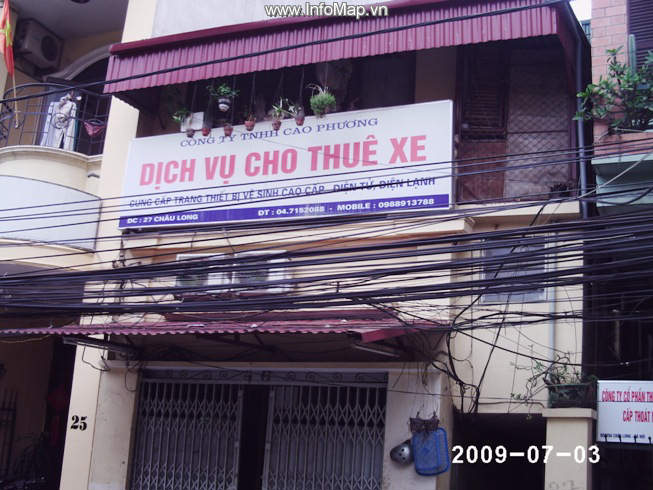 www.InfoMap.vn
CÔNG TY TNHH CAO PHƯƠNG
DỊCH VỤ CHO THUÊ XE
CUNG CẤP TRANG THIẾT BỊ VỆ SINH CAO CẤP - ĐIỆN TỬ, ĐIỆN LẠNH
ĐC : 27 CHÂU LONG ĐT : 04.7152088 - MOBILE : 0988913788
25
CÔNG TY CỔ PHẦN
CẤP THOÁT
2009-07-03